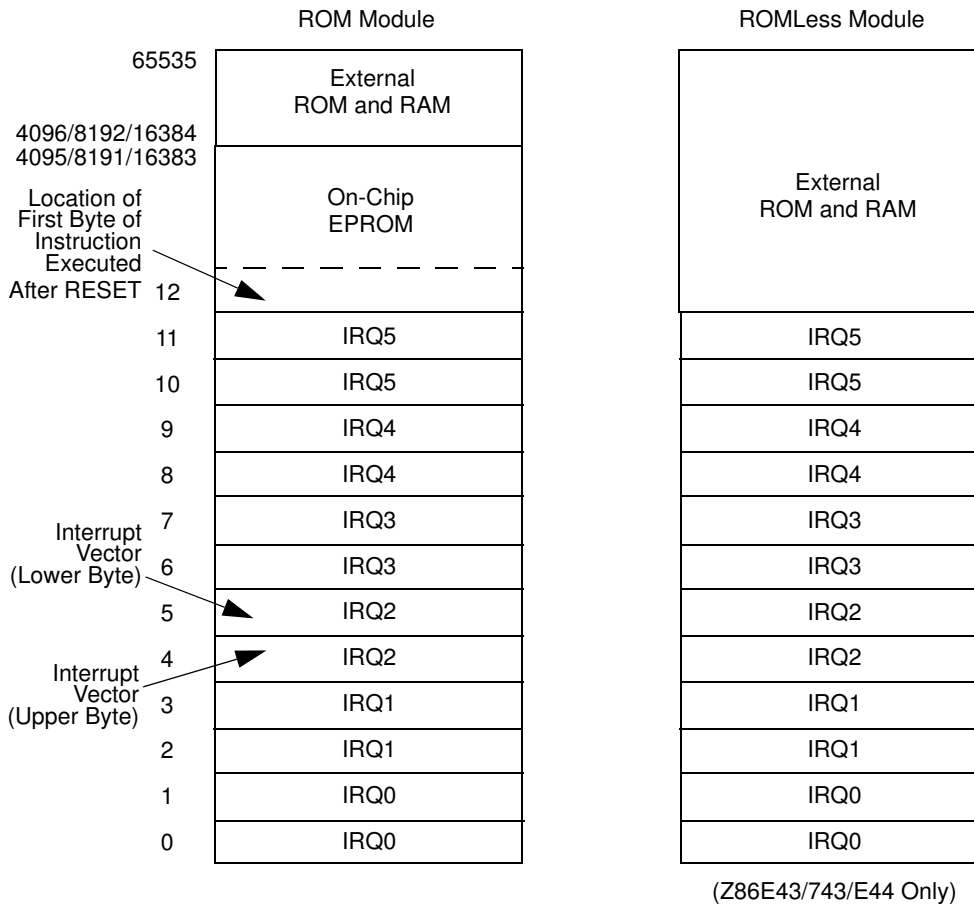 ROM Module
ROMLess Module
65535
External
ROM and RAM
4096/8192/16384
4095/8191/16383
On-Chip
EPROM
External
ROM and RAM
Location of
First Byte of
Instruction
Executed
After RESET
12
11
IRQ5
IRQ5
10
IRQ5
IRQ5
9
IRQ4
IRQ4
8
IRQ4
IRQ4
7
IRQ3
IRQ3
Interrupt
Vector
(Lower Byte)
6
IRQ3
IRQ3
5
IRQ2
IRQ2
4
IRQ2
IRQ2
Interrupt
Vector
(Upper Byte)
3
IRQ1
IRQ1
2
IRQ1
IRQ1
1
IRQ0
IRQ0
0
IRQ0
IRQ0
(Z86E43/743/E44 Only)